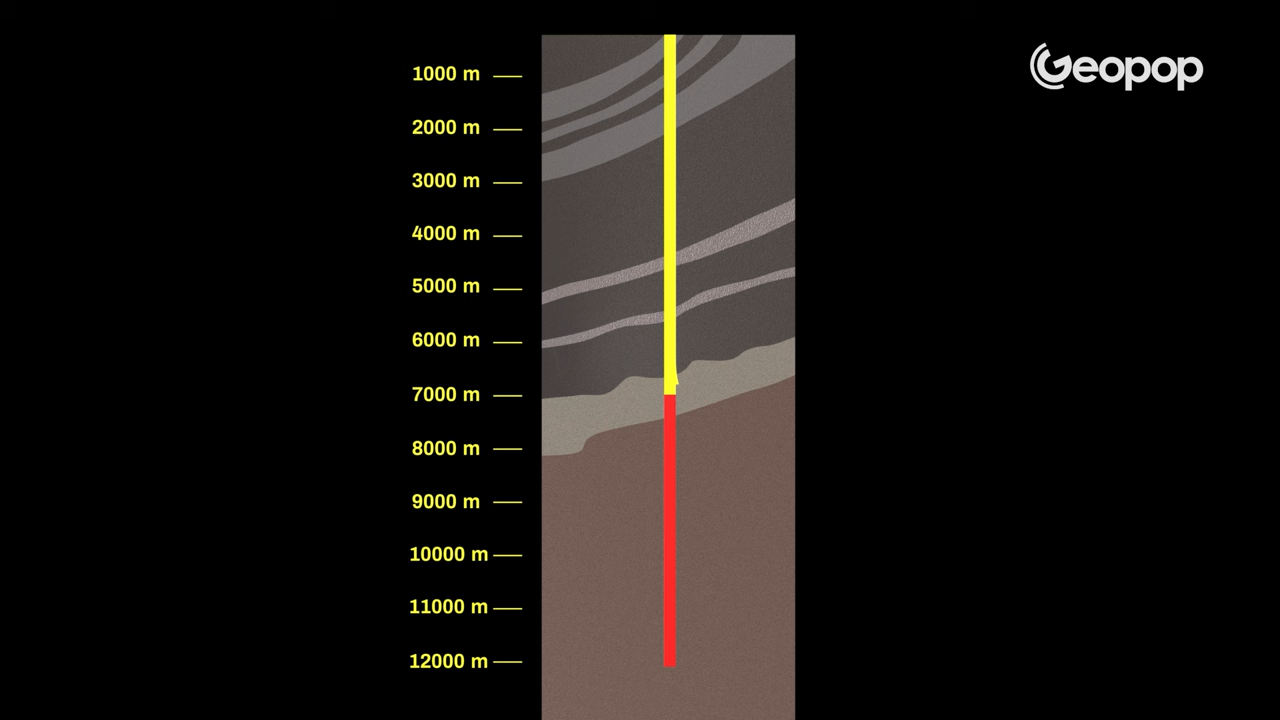 Geopop
1000 m
2000 m
3000 m
4000 m
5000 m
6000 m
7000 m
8000 m
9000 m
10000 m
11000 m
12000 m